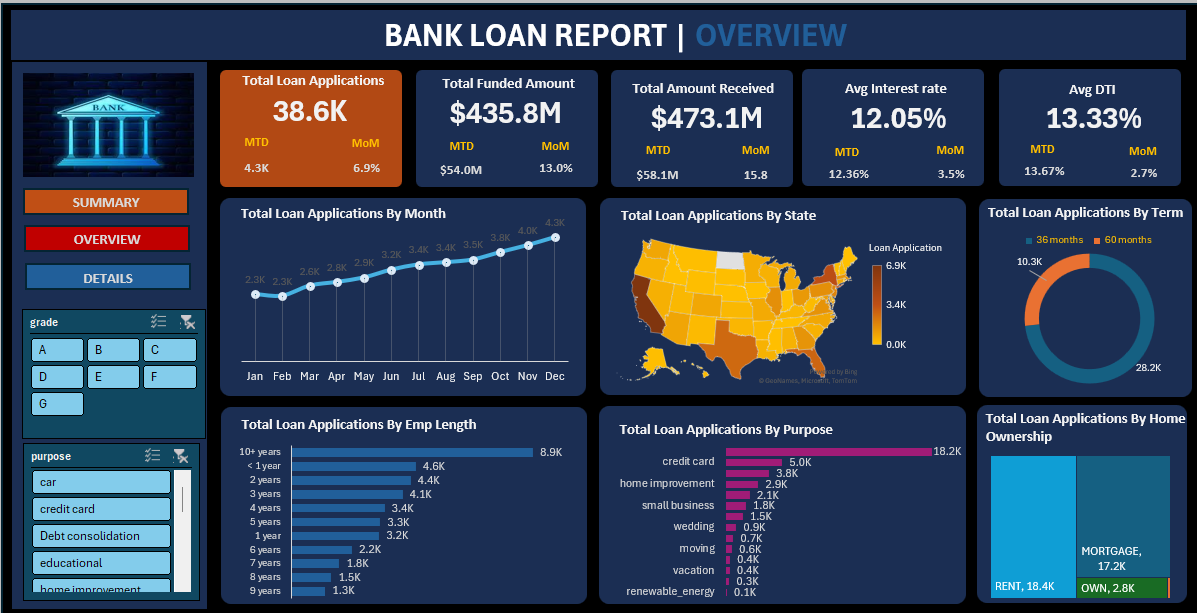 BANK LOAN REPORT | OVERVIEW
BANK
SUMMARY
OVERVIEW
DETAILS
grade
A B C
D E F
G
purpose
car
credit card
Debt consolidation
educational
home improvement
Total Loan Applications
38.6K
MTD MoM
4.3K 6.9%
Total Funded Amount
$435.8M
MTD MoM
$54.0M 13.0%
Total Amount Received
$473.1M
MTD MoM
$58.1M 15.8
Avg Interest rate
12.05%
MTD MoM
12.36% 3.5%
Avg DTI
13.33%
MTD MoM
13.67% 2.7%
Total Loan Applications By Month
2.3K 2.3K 2.6K 2.8K 2.9K 3.2K 3.4K 3.4K 3.5K 3.8K 4.0K 4.3K
Jan Feb Mar Apr May Jun Jul Aug Sep Oct Nov Dec
Total Loan Applications By State
Loan Application
6.9K
3.4K
0.0K
Powered by Bing
© GeoNames, Microsoft, TomTom
Total Loan Applications By Term
36 months 60 months
10.3K
28.2K
Total Loan Applications By Emp Length
10+ years 8.9K
< 1 year 4.6K
2 years 4.4K
3 years 4.1K
4 years 3.4K
5 years 3.3K
1 year 3.2K
6 years 2.2K
7 years 1.8K
8 years 1.5K
9 years 1.3K
Total Loan Applications By Purpose
18.2K
credit card 5.0K
3.8K
home improvement 2.9K
2.1K
small business 1.8K
1.5K
wedding 0.9K
0.7K
moving 0.6K
0.4K
vacation 0.4K
0.3K
renewable_energy 0.1K
Total Loan Applications By Home
Ownership
MORTGAGE,
17.2K
RENT, 18.4K
OWN, 2.8K